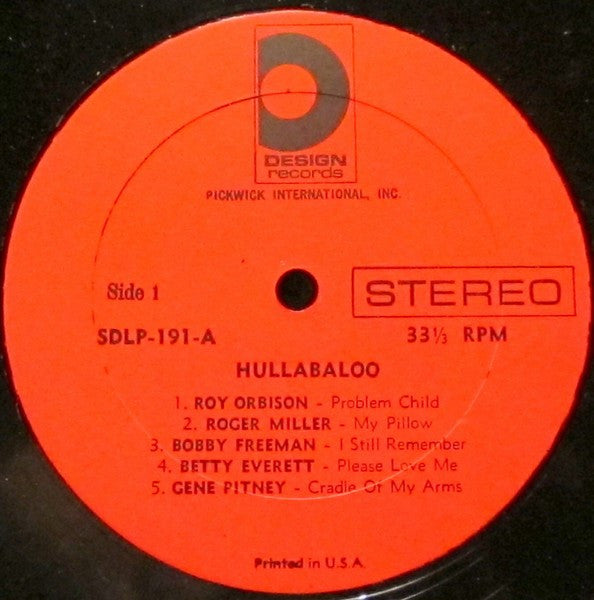 DESIGN
records
PICKWICK INTERNATIONAL, INC.
Side 1
STEREO
SDLP-191-A
33⅓ RPM
HULLABALOO
1. ROY ORBISON - Problem Child
2. ROGER MILLER - My Pillow
3. BOBBY FREEMAN - I Still Remember
4. BETTY EVERETT - Please Love Me
5. GENE PITNEY - Cradle Of My Arms
Printed in U.S.A.